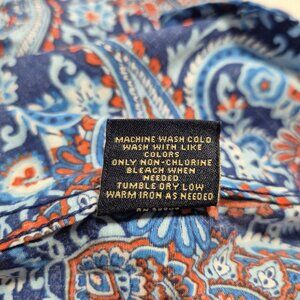 MACHINE WASH COLD
WASH WITH LIKE
COLORS
ONLY NON-CHLORINE
BLEACH WHEN
NEEDED
TUMBLE DRY LOW
WARM IRON AS NEEDED